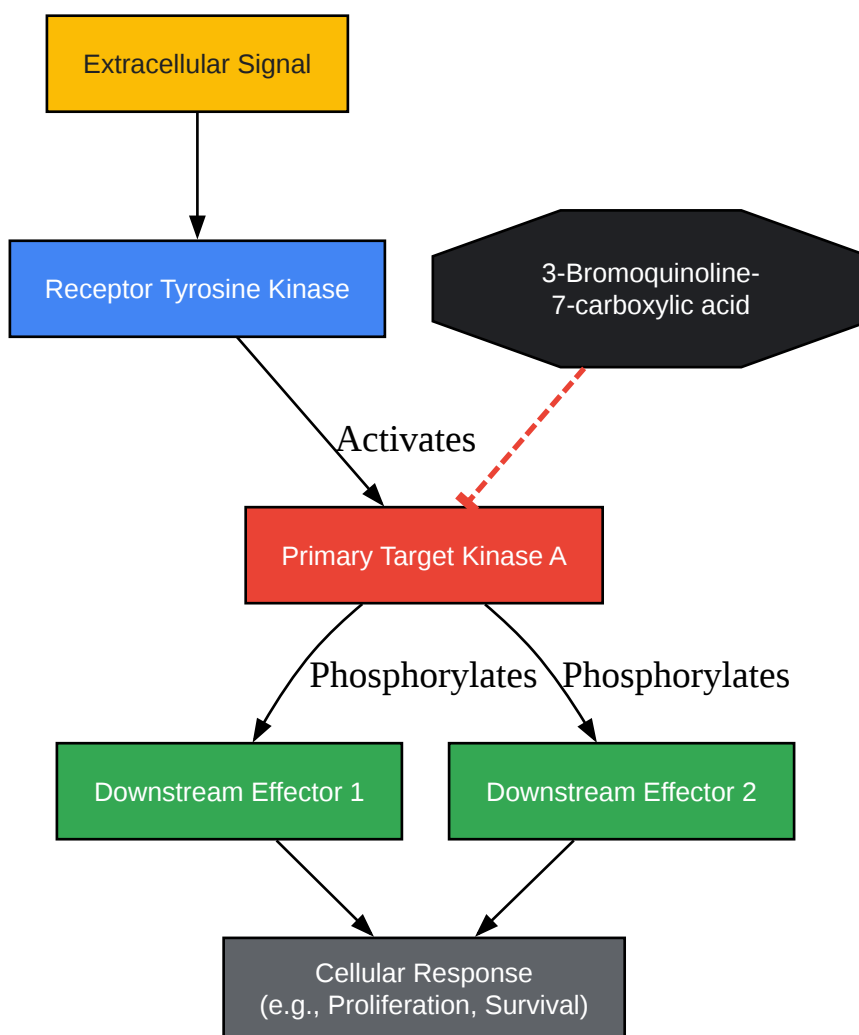 Extracellular Signal
Receptor Tyrosine Kinase
3-Bromoquinoline-
7-carboxylic acid
Activates
Primary Target Kinase A
Phosphorylates
Phosphorylates
Downstream Effector 1
Downstream Effector 2
Cellular Response
(e.g., Proliferation, Survival)